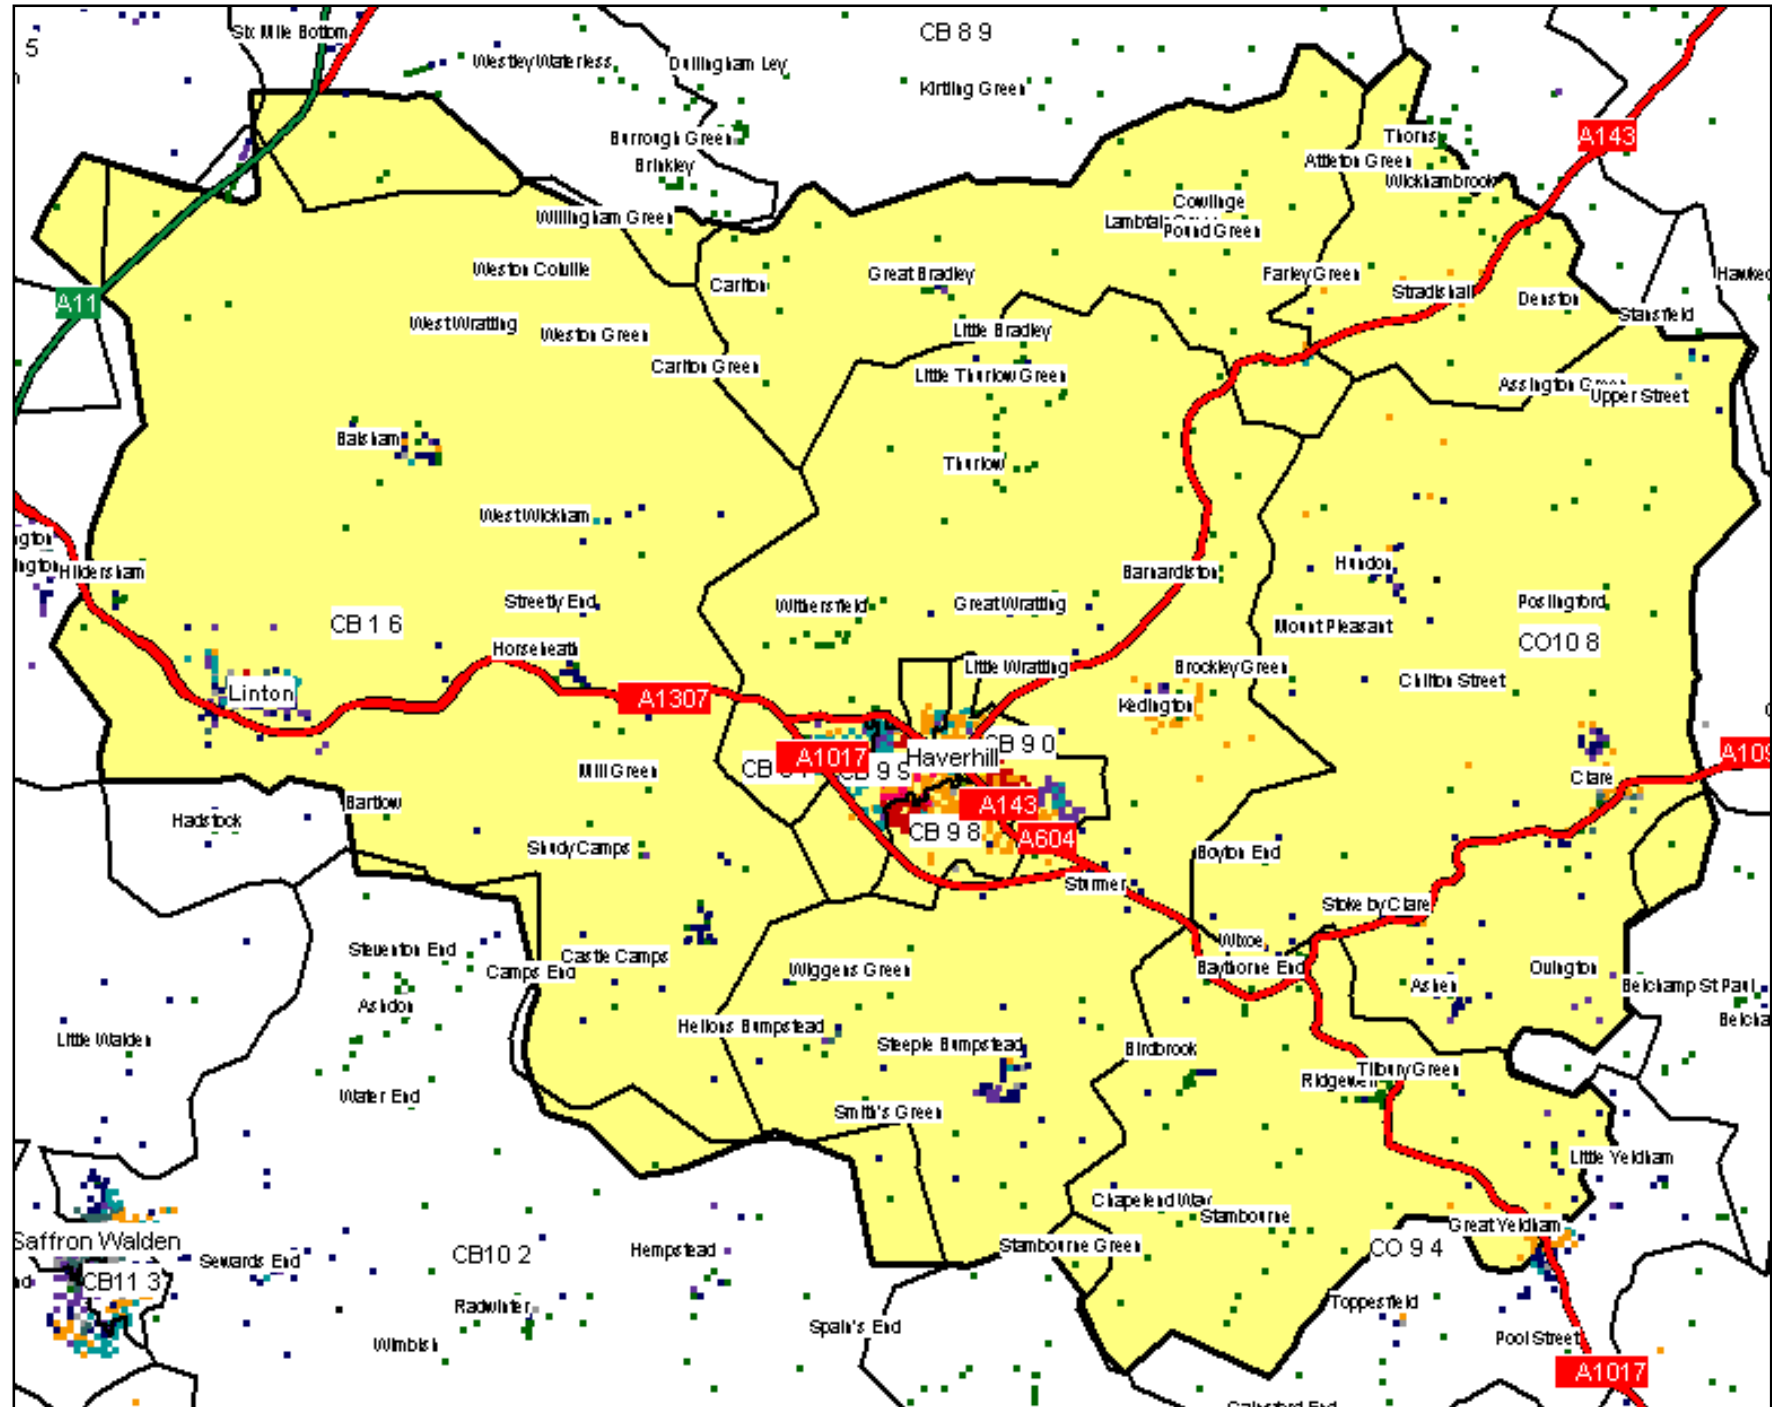 Six Mile Bottom
CB 8 9
5
Westley Waterless
Dullingham Ley
Kirtling Green
Burrough Green
Thorns
A143
Brinkley
Attleton Green
Wickhambrook
Cowlinge
Willingham Green
Pound Green
Weston Colville
Carlton
Great Bradley
Farley Green
Stradishall
Denston
Stansfield
A11
West Wratting
Weston Green
Little Bradley
Carlton Green
Little Thurlow Green
Upper Street
Balsham
Thurlow
West Wickham
Hildersham
Barnardiston
Hundon
Streetly End
Withersfield
Great Wratting
Poslingford
CB 1 6
Mount Pleasant
CO10 8
Horseheath
Little Wratting
Brockley Green
Chilton Street
Linton
A1307
Kedington
CB 9 0
A1017
Haverhill
Mill Green
Clare
Bartlow
A143
Hadstock
CB 9 8
A604
Shudy Camps
Boyton End
Sturmer
Stoke by Clare
Steventon End
Castle Camps
Wixoe
Camps End
Wiggens Green
Baythorne End
Ashen
Ovington
Belchamp St Paul
Ashdon
Helions Bumpstead
Little Walden
Steeple Bumpstead
Birdbrook
Tilbury Green
Water End
Smith's Green
Little Yeldham
Stambourne
Great Yeldham
Saffron Walden
Sewards End
CB10 2
Hempstead
Stambourne Green
CO 9 4
CB11 3
Radwinter
Toppesfield
Wimbish
Spain's End
Pool Street
A1017